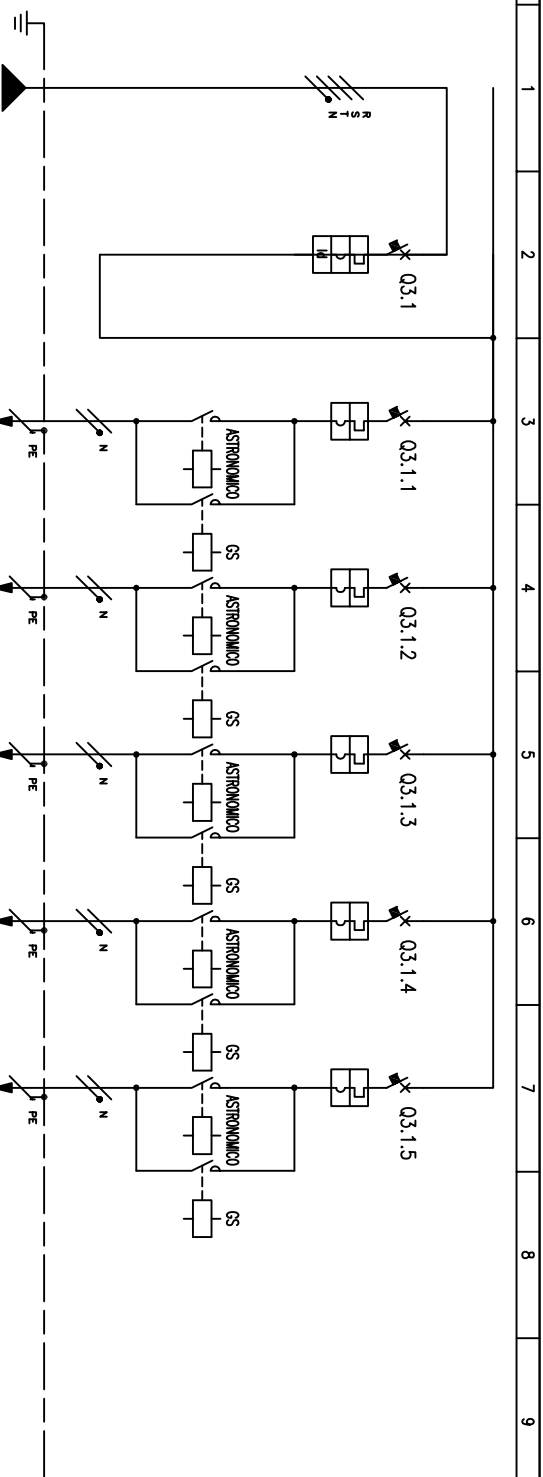 1
2
3
4
5
6
7
8
9
R
S
T
N
Q3.1
Id
Q3.1.1
ASTRONOMICO
GS
N
PE
Q3.1.2
ASTRONOMICO
GS
N
PE
Q3.1.3
ASTRONOMICO
GS
N
PE
Q3.1.4
ASTRONOMICO
GS
N
PE
Q3.1.5
ASTRONOMICO
GS
N
PE